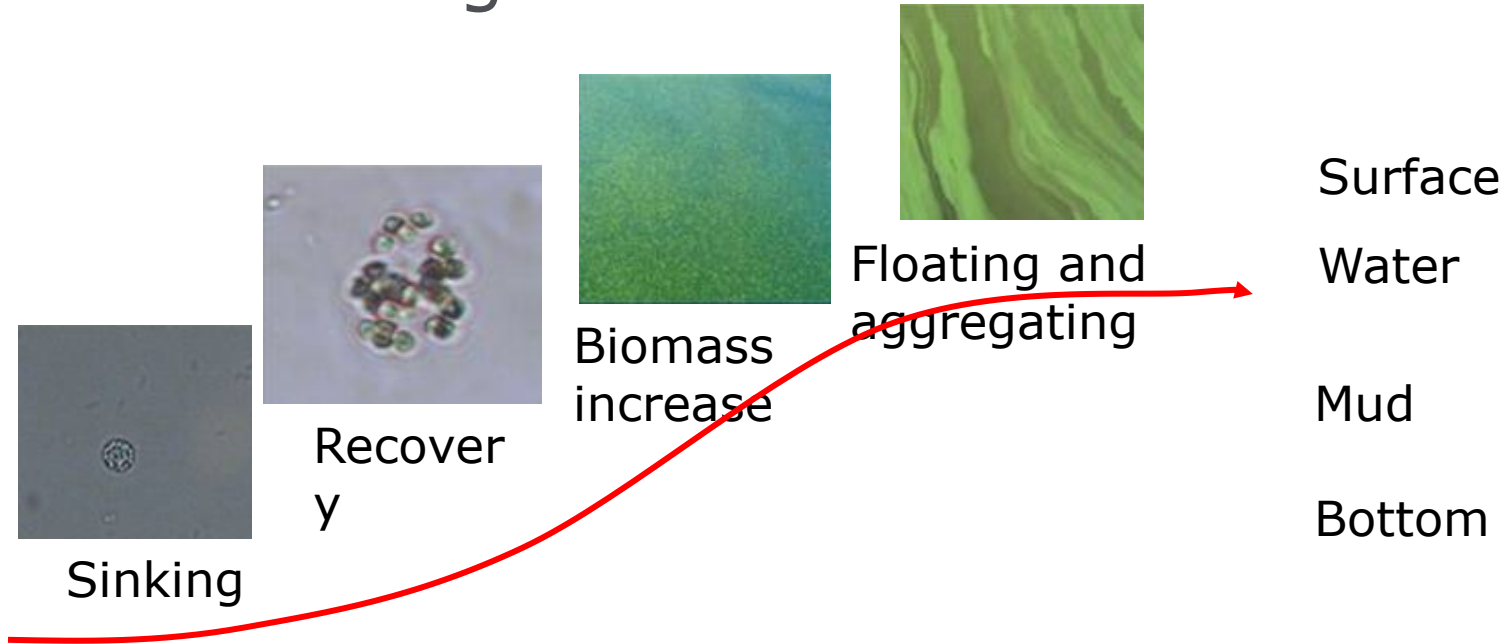 Surface
Floating and
aggregating
Water
Biomass
increase
Mud
Recover
y
Bottom
Sinking